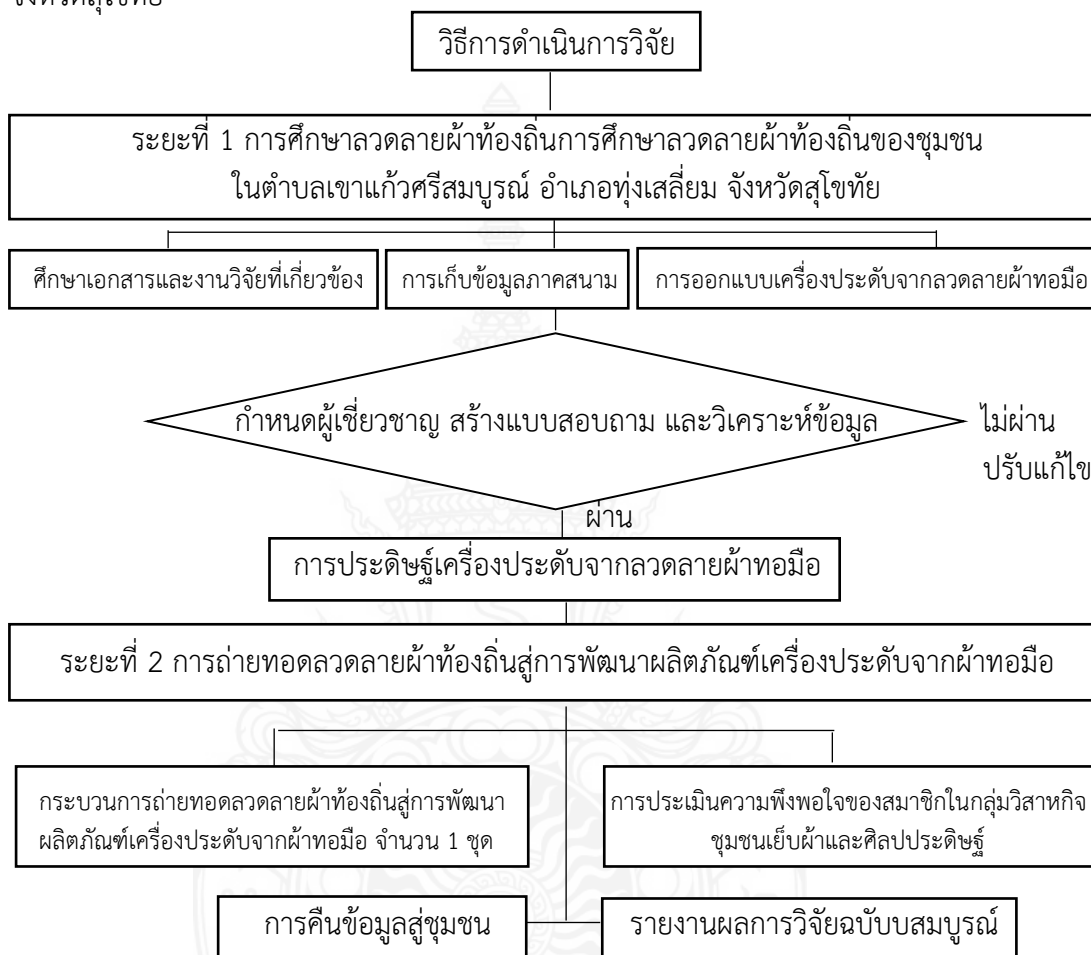 จังหวัดสุโขทัย
วิธีการดำเนินการวิจัย
ระยะที่ 1 การศึกษาลวดลายผ้าท้องถิ่นการศึกษาลวดลายผ้าท้องถิ่นของชุมชน
ในตำบลเขาแก้วศรีสมบูรณ์ อำเภอทุ่งเสลี่ยม จังหวัดสุโขทัย
ศึกษาเอกสารและงานวิจัยที่เกี่ยวข้อง
การเก็บข้อมูลภาคสนาม
การออกแบบเครื่องประดับจากลวดลายผ้าทอมือ
กำหนดผู้เชี่ยวชาญ สร้างแบบสอบถาม และวิเคราะห์ข้อมูล
ไม่ผ่าน
ปรับแก้ไข
ผ่าน
การประดิษฐ์เครื่องประดับจากลวดลายผ้าทอมือ
ระยะที่ 2 การถ่ายทอดลวดลายผ้าท้องถิ่นสู่การพัฒนาผลิตภัณฑ์เครื่องประดับจากผ้าทอมือ
กระบวนการถ่ายทอดลวดลายผ้าท้องถิ่นสู่การพัฒนา
ผลิตภัณฑ์เครื่องประดับจากผ้าทอมือ จำนวน 1 ชุด
การประเมินความพึงพอใจของสมาชิกในกลุ่มวิสาหกิจ
ชุมชนเย็บผ้าและศิลปประดิษฐ์
การคืนข้อมูลสู่ชุมชน
รายงานผลการวิจัยฉบับบสมบูรณ์